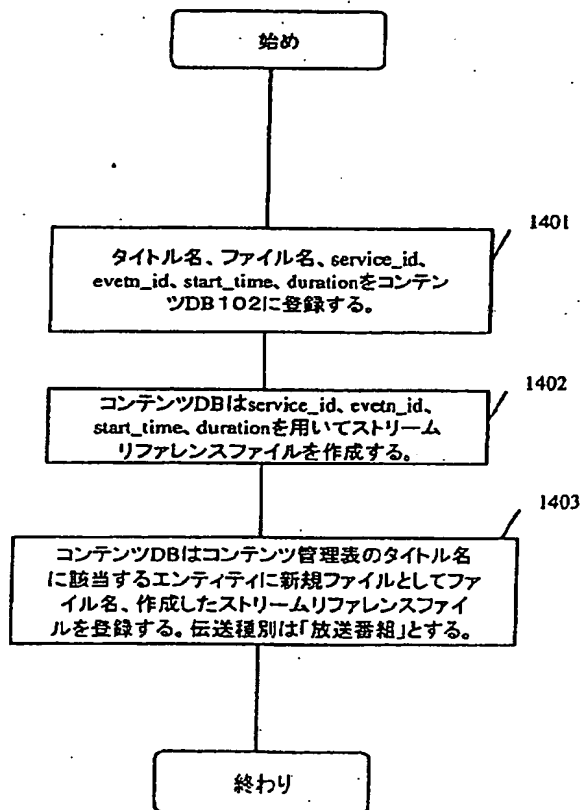 始め
1401
タイトル名、ファイル名、service_id、
evetn_id、start_time、durationをコンテン
ツDB102に登録する。
1402
コンテンツDBはservice_id、evetn_id、
start_time、durationを用いてストリーム
リファレンスファイルを作成する。
1403
コンテンツDBはコンテンツ管理表のタイトル名
に該当するエンティティに新規ファイルとしてファ
イル名、作成したストリームリファレンスファイ
ルを登録する。伝送種別は「放送番組」とする。
終わり